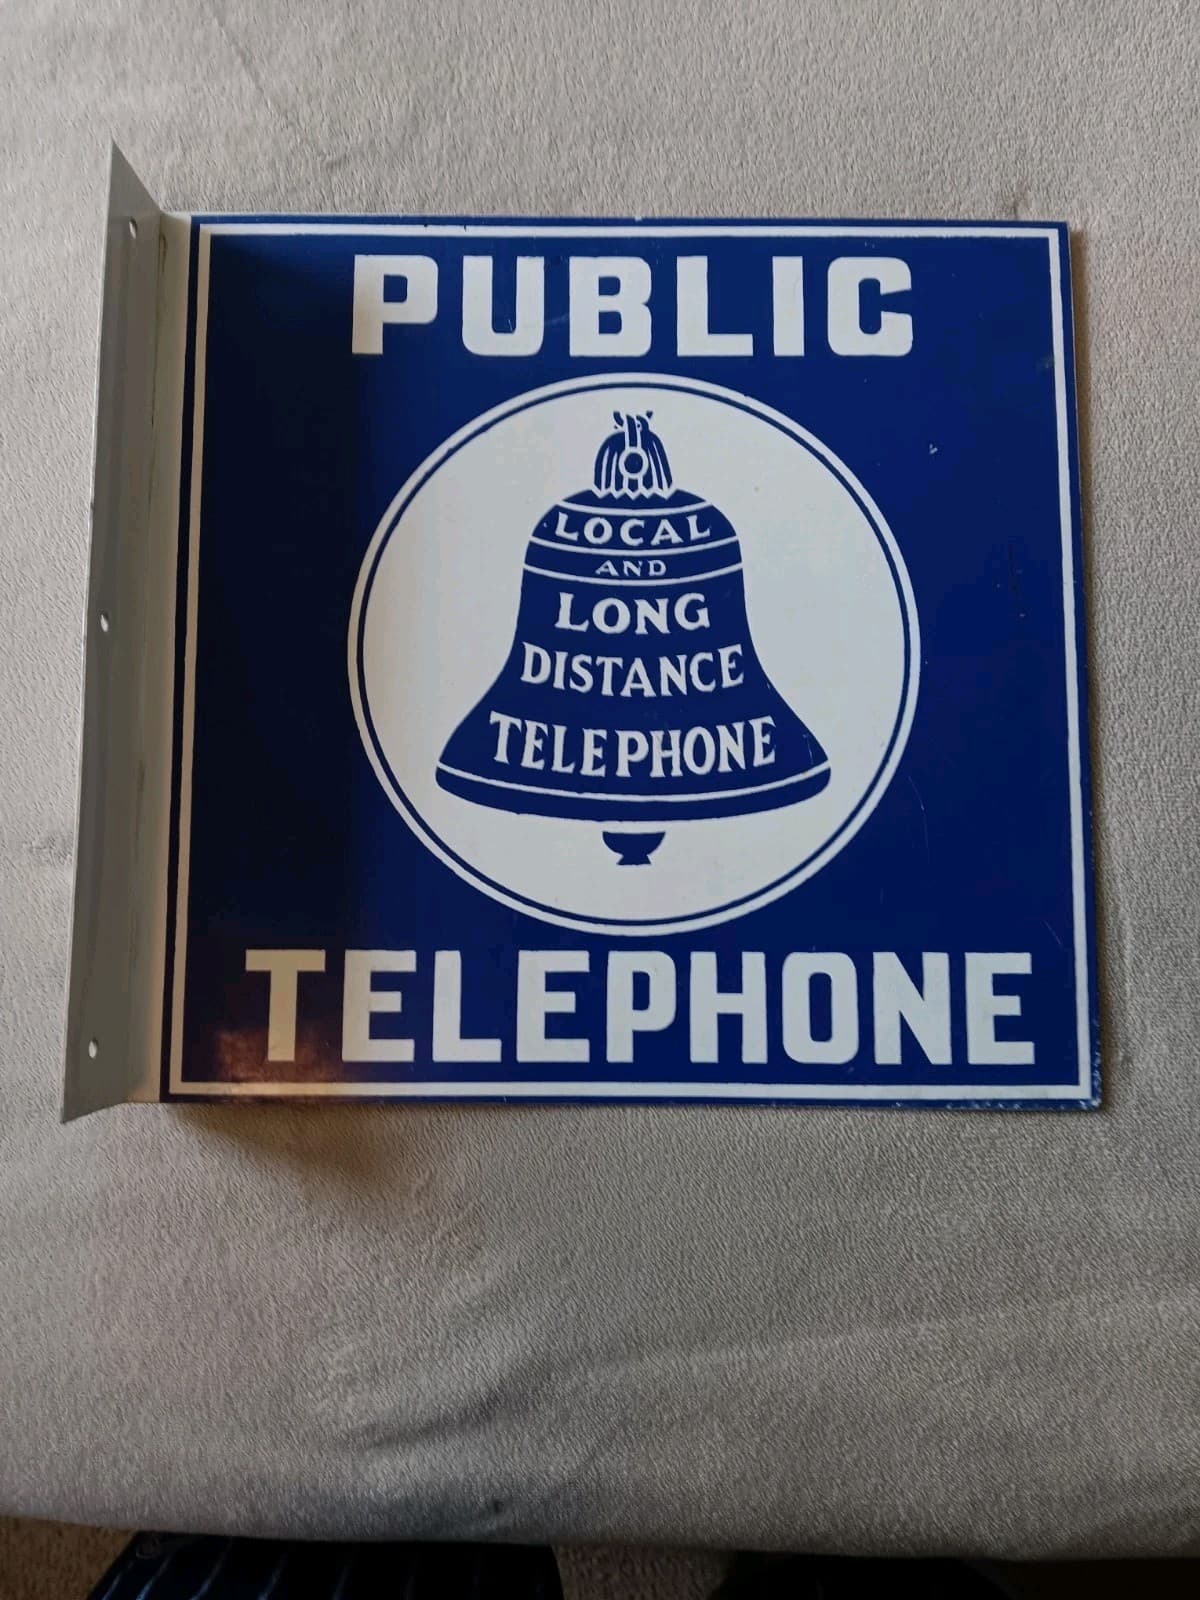 PUBLIC
LOCAL
AND
LONG
DISTANCE
TELEPHONE
TELEPHONE